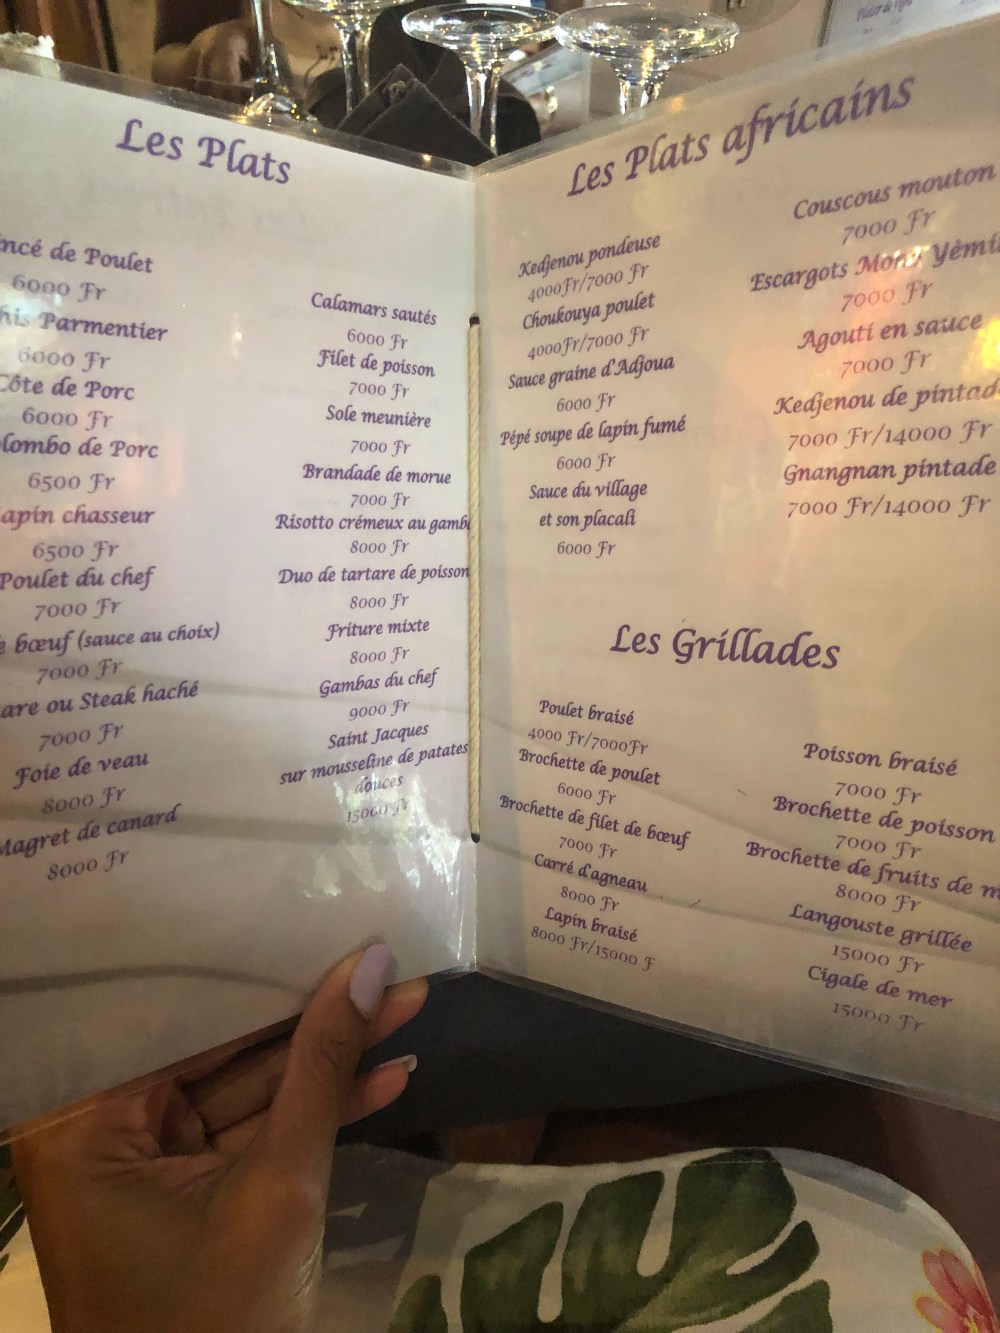 Les Plats
ncé de Poulet
6000 Fr
his Parmentier
6000 Fr
Côte de Porc
6000 Fr
lombo de Porc
6500 Fr
apin chasseur
6500 Fr
Poulet du chef
7000 Fr
e bœuf (sauce au choix)
7000 Fr
are ou Steak haché
7000 Fr
Foie de veau
8000 Fr
Magret de canard
8000 Fr
Calamars sautés
6000 Fr
Filet de poisson
7000 Fr
Sole meunière
7000 Fr
Brandade de morue
7000 Fr
Risotto crémeux au gamb
8000 Fr
Duo de tartare de poisson
8000 Fr
Friture mixte
8000 Fr
Gambas du chef
9000 Fr
Saint Jacques
sur mousseline de patates
douces
Les Plats africains
Kedjenou pondeuse
4000Fr/7000 Fr
Choukouya poulet
4000Fr/7000 Fr
Sauce graine d'Adjoua
6000 Fr
Pépé soupe de lapin fumé
6000 Fr
Sauce du village
et son placali
6000 Fr
Couscous mouton
7000 Fr
Escargots Yêmi
7000 Fr
Agouti en sauce
7000 Fr
Kedjenou de pintad
7000 Fr/14000 Fr
Gnangnan pintade
7000 Fr/14000 Fr
Les Grillades
Poulet braisé
4000 Fr/7000Fr
Brochette de poulet
6000 Fr
Brochette de filet de bœuf
7000 Fr
Carré d'agneau
8000 Fr
Lapin braisé
8000 Fr/15000 F
Poisson braisé
7000 Fr
Brochette de poisson
7000 Fr
Brochette de fruits de m
8000 Fr
Langouste grillée
15000 Fr
Cigale de mer
15000 Fr